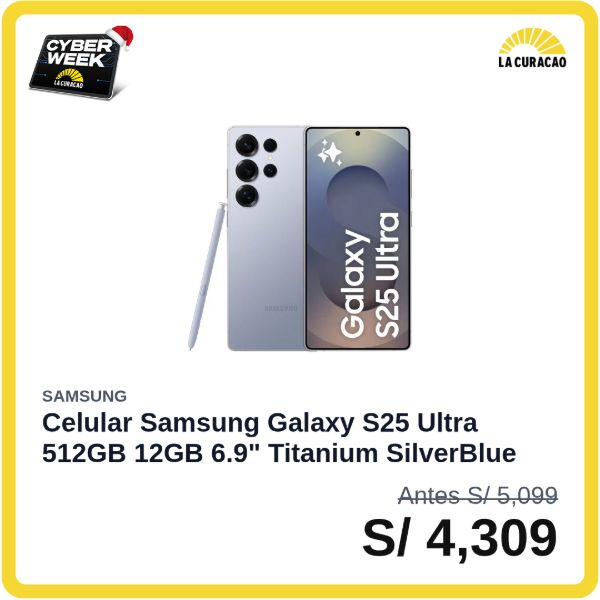 CYBER
WEEK
LA CURACAO
LA CURACAO
Galaxy
S25 Ultra
SAMSUNG
SAMSUNG
Celular Samsung Galaxy S25 Ultra
512GB 12GB 6.9" Titanium SilverBlue
Antes S/ 5,099
S/ 4,309